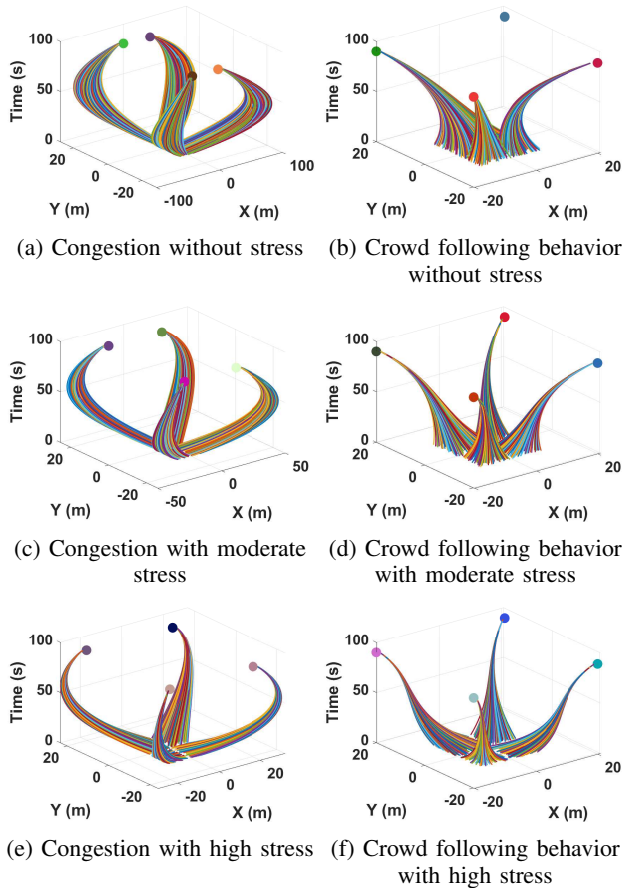 100
50
0
Time (s)
20
0
-20
Y (m)
-100
0
100
X (m)
(a) Congestion without stress
100
50
0
Time (s)
20
0
-20
Y (m)
-20
0
20
X (m)
(b) Crowd following behavior
without stress
100
50
0
Time (s)
20
0
-20
Y (m)
-50
0
50
X (m)
(c) Congestion with moderate
stress
100
50
0
Time (s)
20
0
-20
Y (m)
-20
0
20
X (m)
(d) Crowd following behavior
with moderate stress
100
50
0
Time (s)
20
0
-20
Y (m)
-20
0
20
X (m)
(e) Congestion with high stress
100
50
0
Time (s)
20
0
-20
Y (m)
-20
0
20
X (m)
(f) Crowd following behavior
with high stress